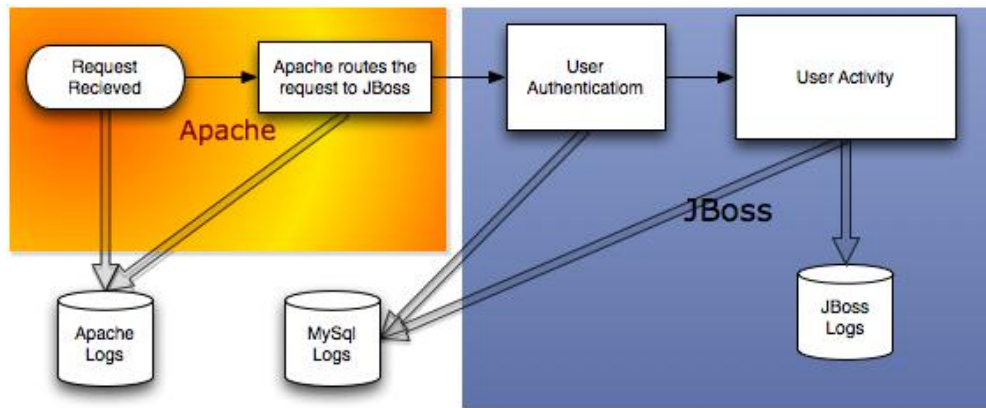 Request
Recieved
Apache routes the
request to JBoss
User
Authenticatiom
User Activity
Apache
JBoss
Apache
Logs
MySql
Logs
JBoss
Logs